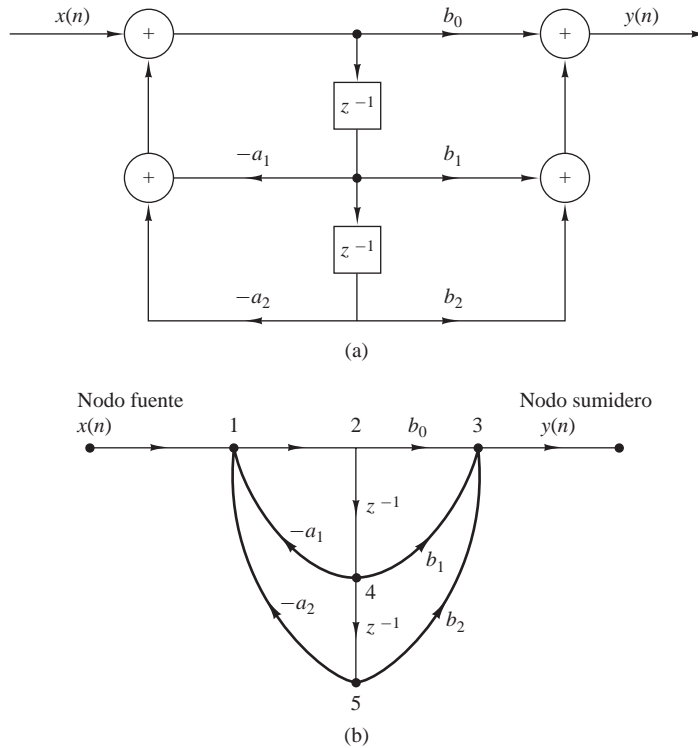 x(n) b0 y(n)
+ +
z −1
−a1 b1
+ +
z −1
−a2 b2
(a)
Nodo fuente Nodo sumidero
x(n) 1 2 b0 3 y(n)
z −1
−a1 b1
4
−a2 z −1 b2
5
(b)